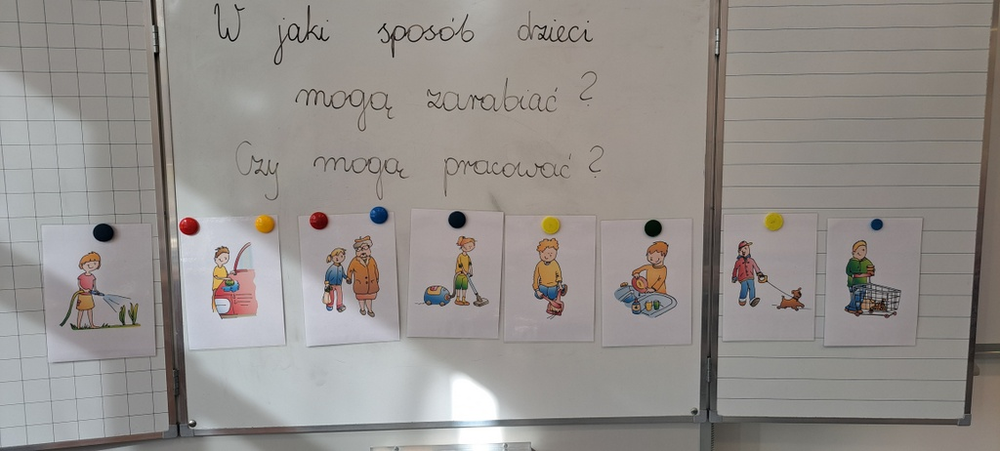 W jaki sposób dzieci
mogą zarabiać?
Czy mogą pracować?